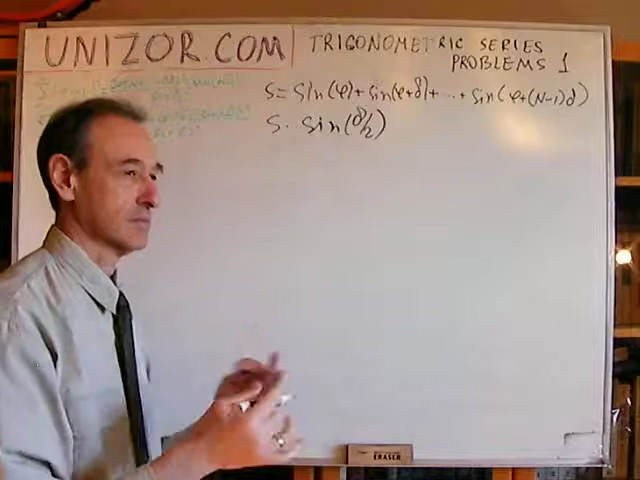 UNIZOR.COM
TRIGONOMETRIC SERIES
PROBLEMS 1
S = sin(φ) + sin(φ+δ) + ... + sin(φ+(N-1)δ)
S · sin(δ/2)
ERASER